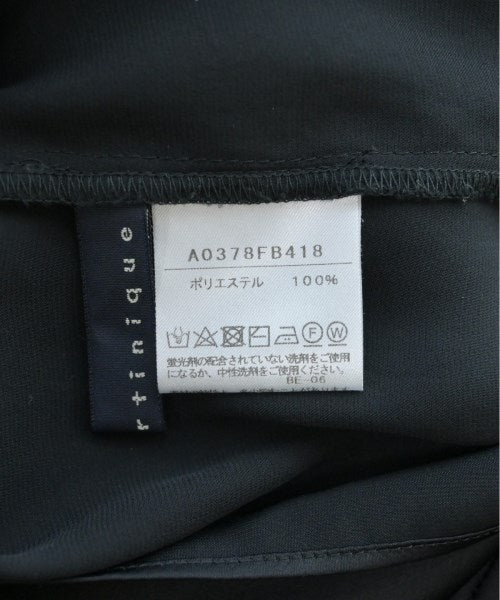 rtinique
A0378FB418
ポリエステル 100%
F W
蛍光剤の配合されていない洗剤をご使用
になるか、中性洗剤をご使用ください。
BE-06